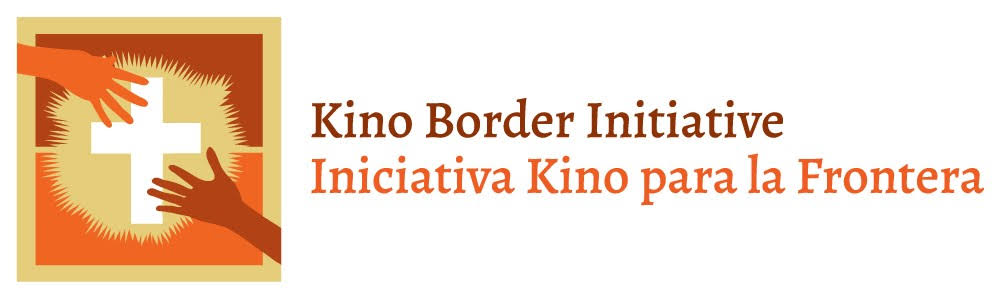 Kino Border Initiative
Iniciativa Kino para la Frontera